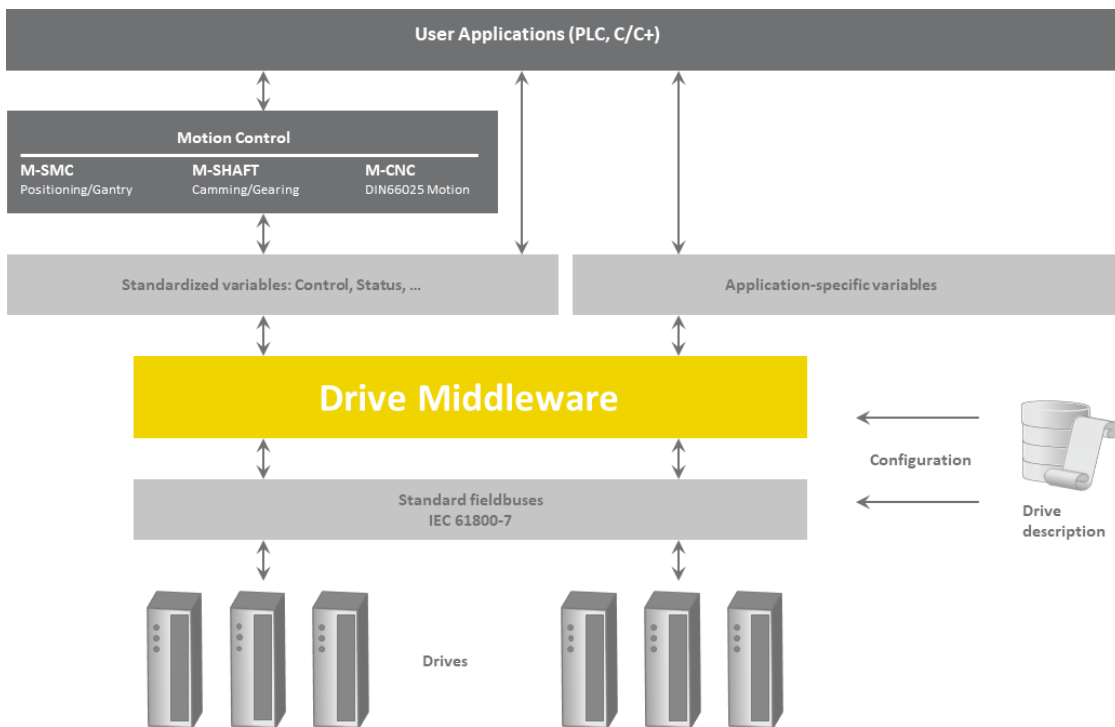 User Applications (PLC, C/C+)
Motion Control
M-SMC
Positioning/Gantry
M-SHAFT
Camming/Gearing
M-CNC
DIN66025 Motion
Standardized variables: Control, Status, ...
Application-specific variables
Drive Middleware
Configuration
Standard fieldbuses
IEC 61800-7
Drive
description
Drives